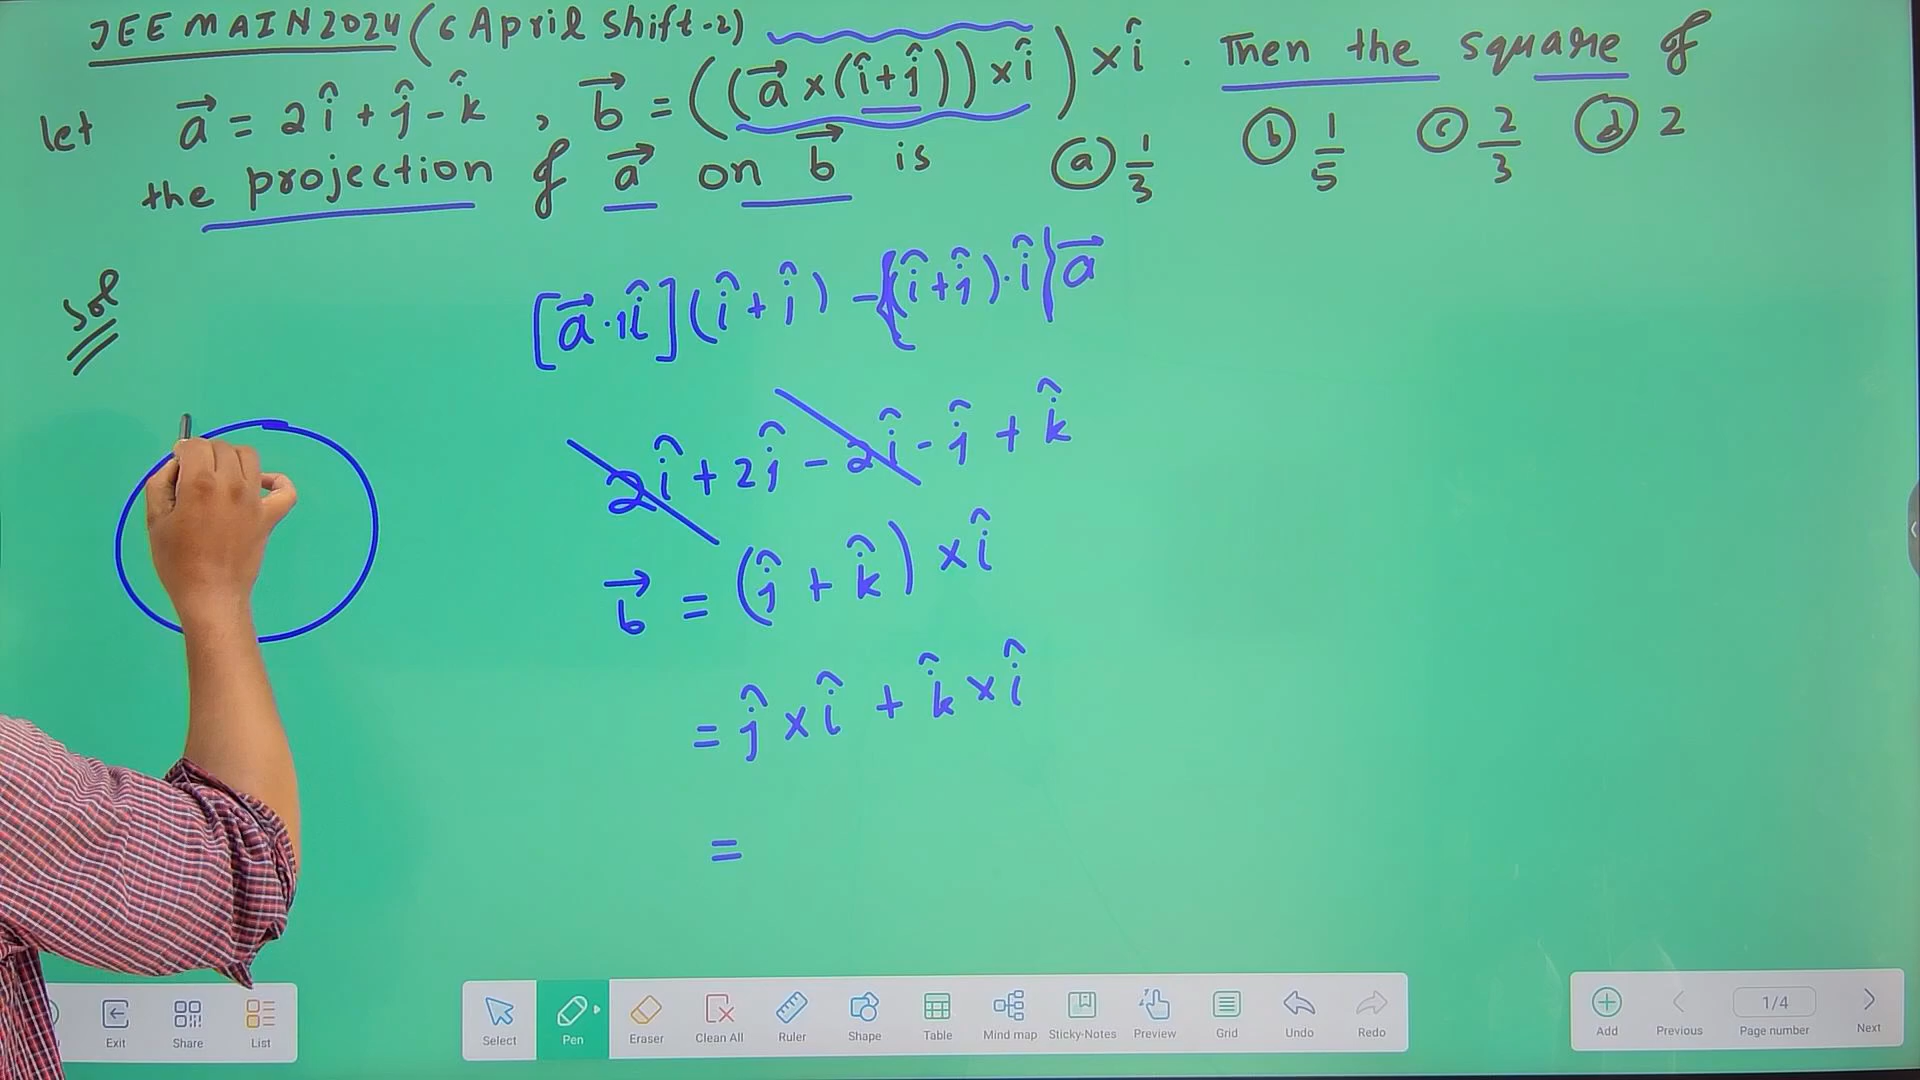 JEE MAIN 2024 (6 April Shift-2)
let a⃗ = 2î + ĵ - k̂ , b⃗ = ((a⃗ × (î + ĵ)) × î) × î . Then the square of
the projection of a⃗ on b⃗ is (a) 1/3 (b) 1/5 (c) 2/3 (d) 2
Sol
[a⃗ · î](î + ĵ) - {(î + ĵ) · î} a⃗
2î + 2ĵ - 2î - ĵ + k̂
b⃗ = (ĵ + k̂) × î
= ĵ × î + k̂ × î
=
Exit Share List Select Pen Eraser Clean All Ruler Shape Table Mind map Sticky-Notes Preview Grid Undo Redo Add Previous 1/4 Page number Next